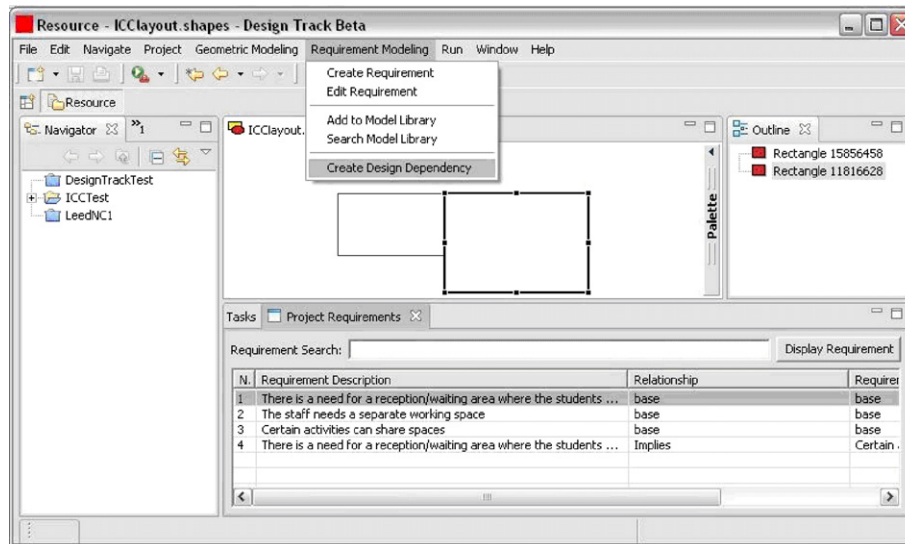 Resource - ICClayout.shapes - Design Track Beta
File Edit Navigate Project Geometric Modeling Requirement Modeling Run Window Help
Create Requirement
Edit Requirement
Add to Model Library
Search Model Library
Create Design Dependency
Resource
Navigator
1
ICClayout.
Outline
DesignTrackTest
ICCTest
LeedNC1
Palette
Rectangle 15856458
Rectangle 11816628
Tasks Project Requirements
Requirement Search: Display Requirement
N. Requirement Description Relationship Requirer
1 There is a need for a reception/waiting area where the students ... base base
2 The staff needs a separate working space base base
3 Certain activities can share spaces base base
4 There is a need for a reception/waiting area where the students ... Implies Certain .